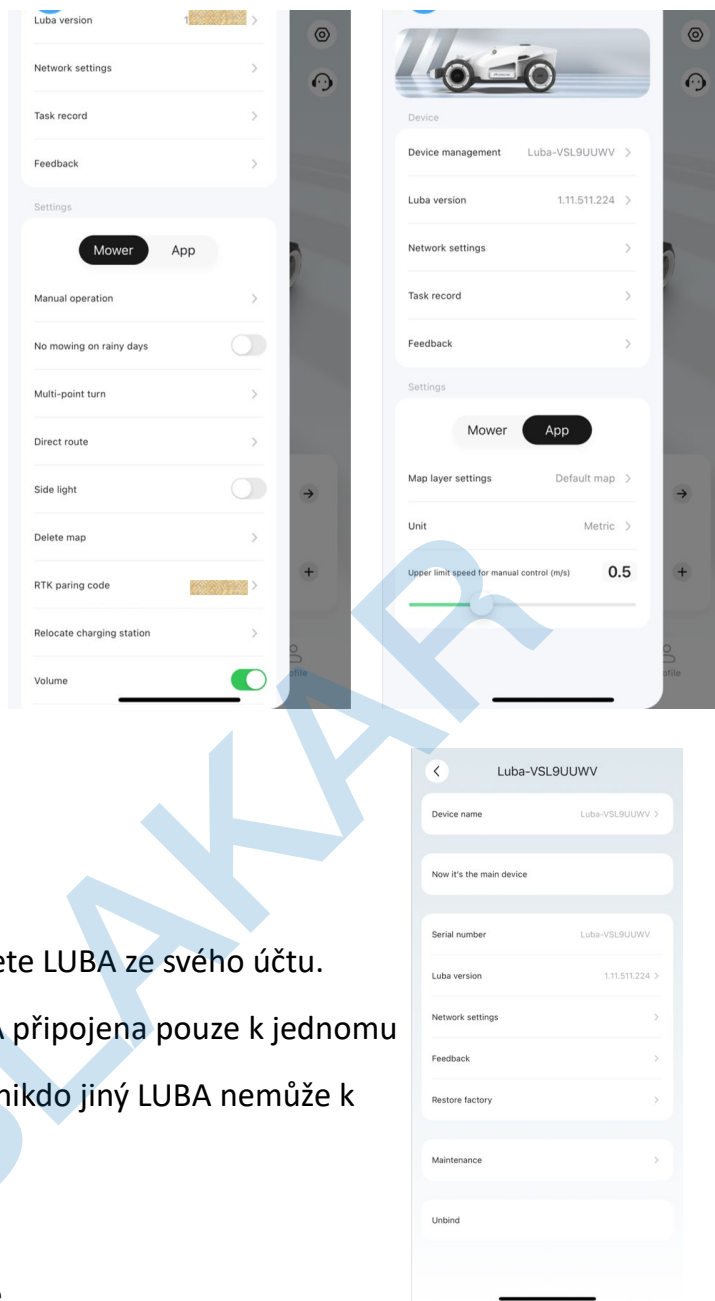 Luba version 1
Network settings
Task record
Feedback
Settings
Mower App
Manual operation
No mowing on rainy days
Multi-point turn
Direct route
Side light
Delete map
RTK paring code
Relocate charging station
Volume
Device
Device management Luba-VSL9UUWV
Luba version 1.11.511.224
Network settings
Task record
Feedback
Settings
Mower App
Map layer settings Default map
Unit Metric
Upper limit speed for manual control (m/s) 0.5
ofile
ofile
Luba-VSL9UUWV
Device name Luba-VSL9UUWV
Now it's the main device
Serial number Luba-VSL9UUWV
Luba version 1.11.511.224
Network settings
Feedback
Restore factory
Maintenance
Unbind
ete LUBA ze svého účtu.
připojena pouze k jednomu
nikdo jiný LUBA nemůže k
LAKAR